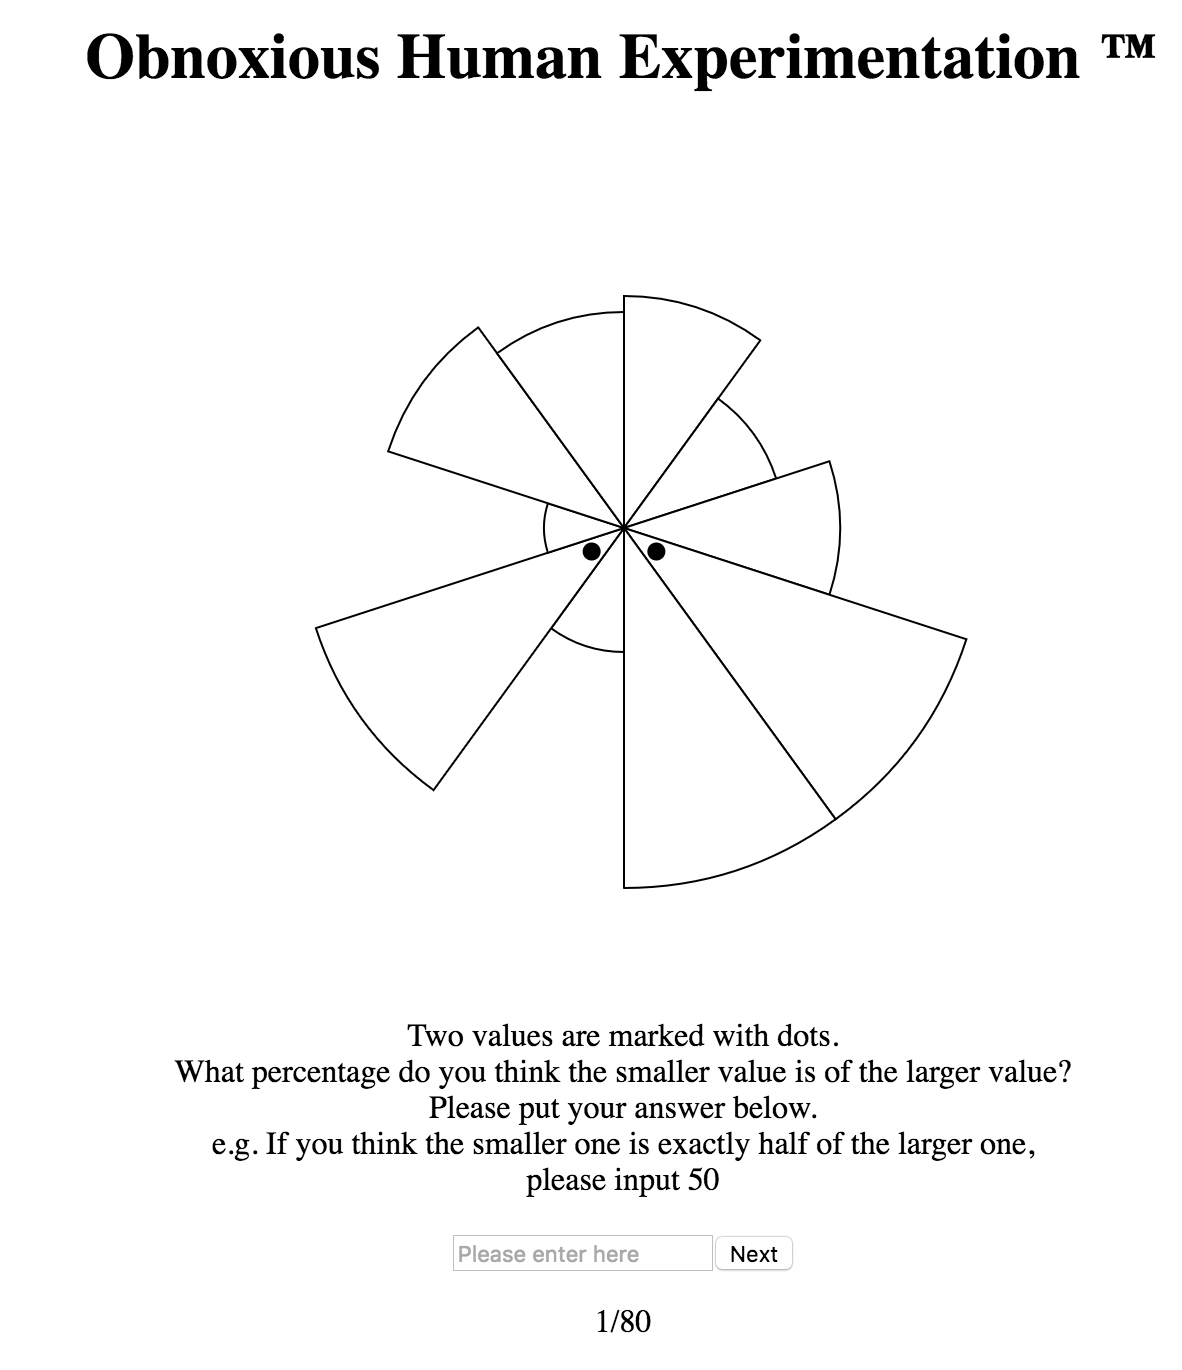 Obnoxious Human Experimentation ™
Two values are marked with dots.
What percentage do you think the smaller value is of the larger value?
Please put your answer below.
e.g. If you think the smaller one is exactly half of the larger one,
please input 50
Please enter here Next
1/80